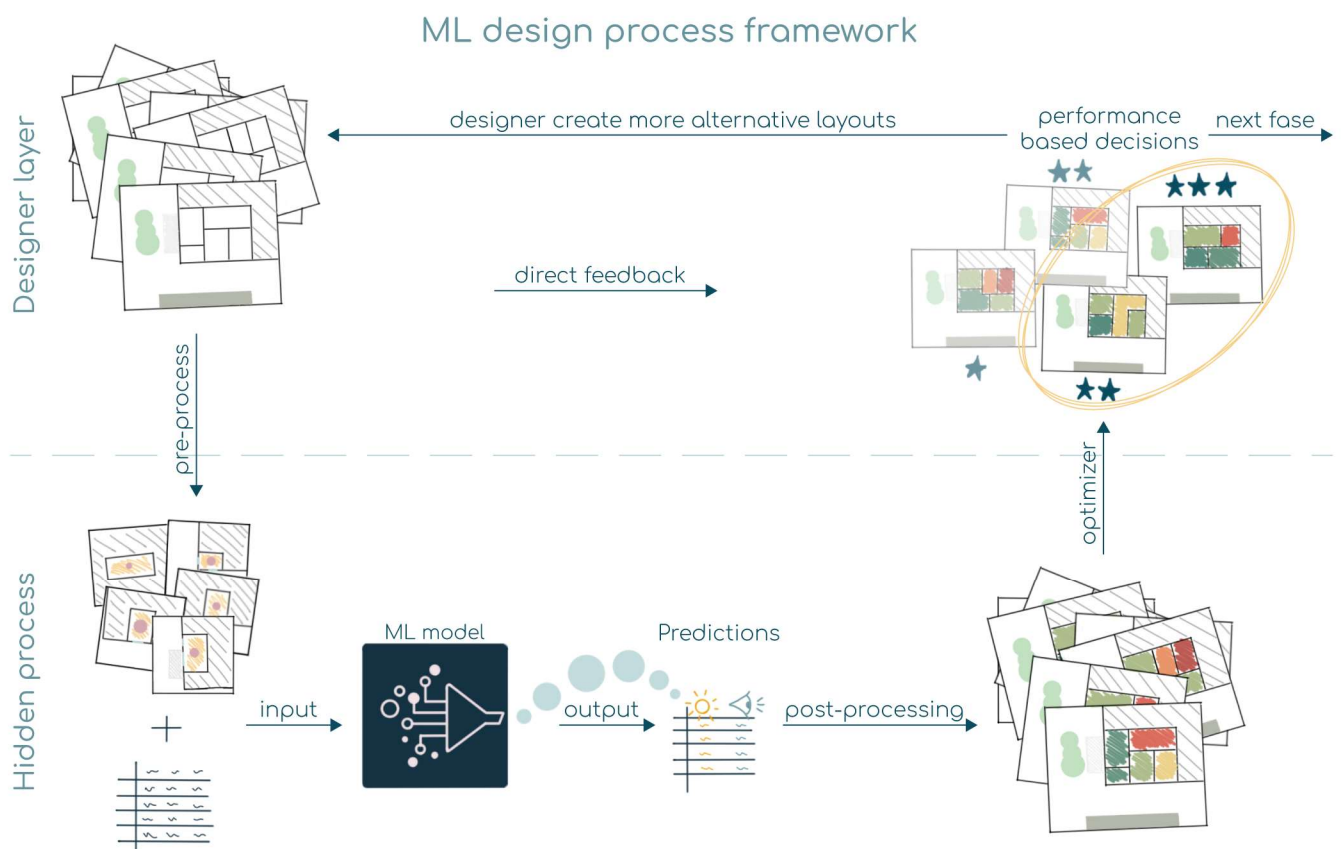 ML design process framework
Designer layer
designer create more alternative layouts
performance
based decisions
next fase
direct feedback
pre-process
optimizer
Hidden process
ML model
Predictions
input
output
post-processing